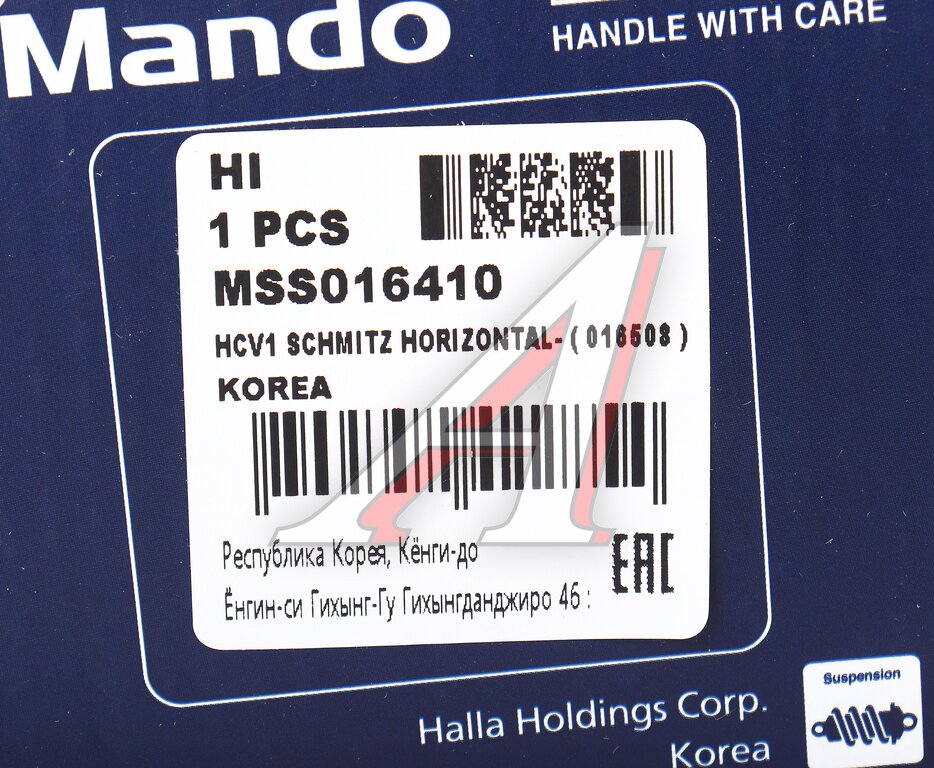 Mando
HANDLE WITH CARE
HI
1 PCS
MSS016410
HCV1 SCHMITZ HORIZONTAL- ( 016508 )
KOREA
Республика Корея, Кёнги-до
Ёнгин-си Гихынг-Гу Гихынгданджиро 46 :
EAC
Halla Holdings Corp.
Korea
Suspension